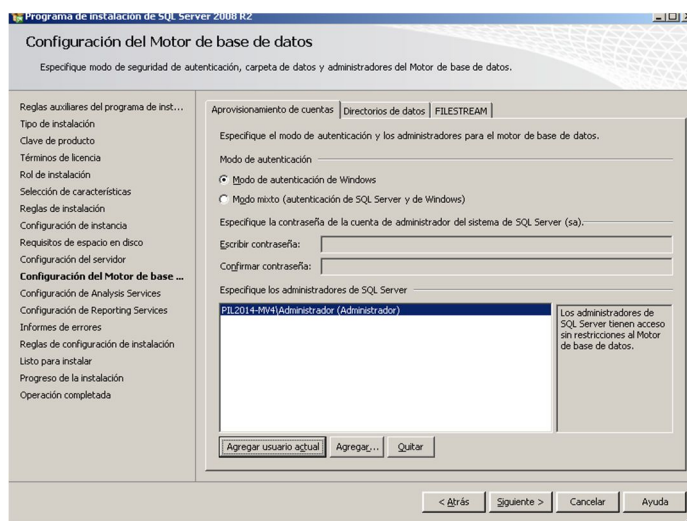 Programa de instalación de SQL Server 2008 R2
Configuración del Motor de base de datos
Especifique modo de seguridad de autenticación, carpeta de datos y administradores del Motor de base de datos.
Reglas auxiliares del programa de inst...
Tipo de instalación
Clave de producto
Términos de licencia
Rol de instalación
Selección de características
Reglas de instalación
Configuración de instancia
Requisitos de espacio en disco
Configuración del servidor
Configuración del Motor de base ...
Configuración de Analysis Services
Configuración de Reporting Services
Informes de errores
Reglas de configuración de instalación
Listo para instalar
Progreso de la instalación
Operación completada
Aprovisionamiento de cuentas
Directorios de datos
FILESTREAM
Especifique el modo de autenticación y los administradores para el motor de base de datos.
Modo de autenticación
Modo de autenticación de Windows
Modo mixto (autenticación de SQL Server y de Windows)
Especifique la contraseña de la cuenta de administrador del sistema de SQL Server (sa).
Escribir contraseña:
Confirmar contraseña:
Especifique los administradores de SQL Server
PIL2014-MV4\Administrador (Administrador)
Los administradores de
SQL Server tienen acceso
sin restricciones al Motor
de base de datos.
Agregar usuario actual
Agregar...
Quitar
< Atrás
Siguiente >
Cancelar
Ayuda